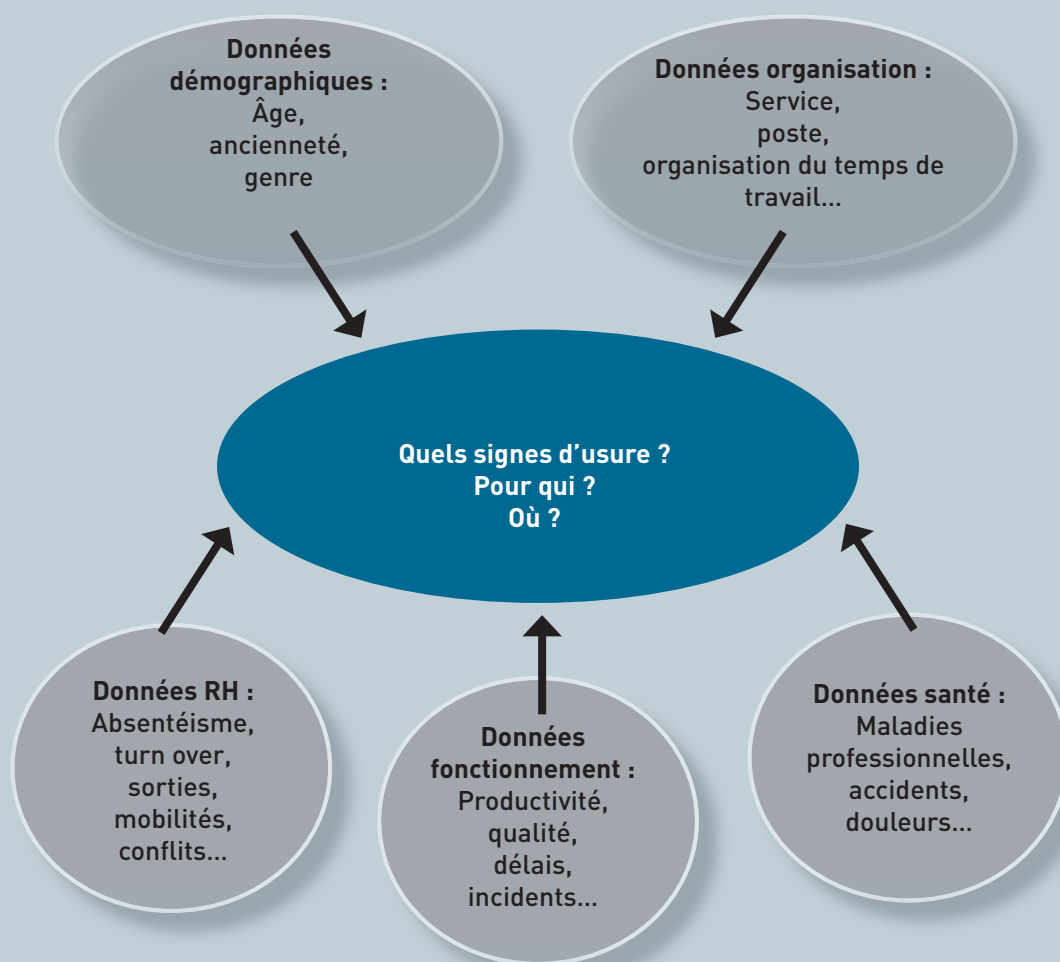 Données
démographiques :
Âge,
ancienneté,
genre
Données organisation :
Service,
poste,
organisation du temps de
travail...
Quels signes d’usure ?
Pour qui ?
Où ?
Données RH :
Absentéisme,
turn over,
sorties,
mobilités,
conflits...
Données
fonctionnement :
Productivité,
qualité,
délais,
incidents...
Données santé :
Maladies
professionnelles,
accidents,
douleurs...